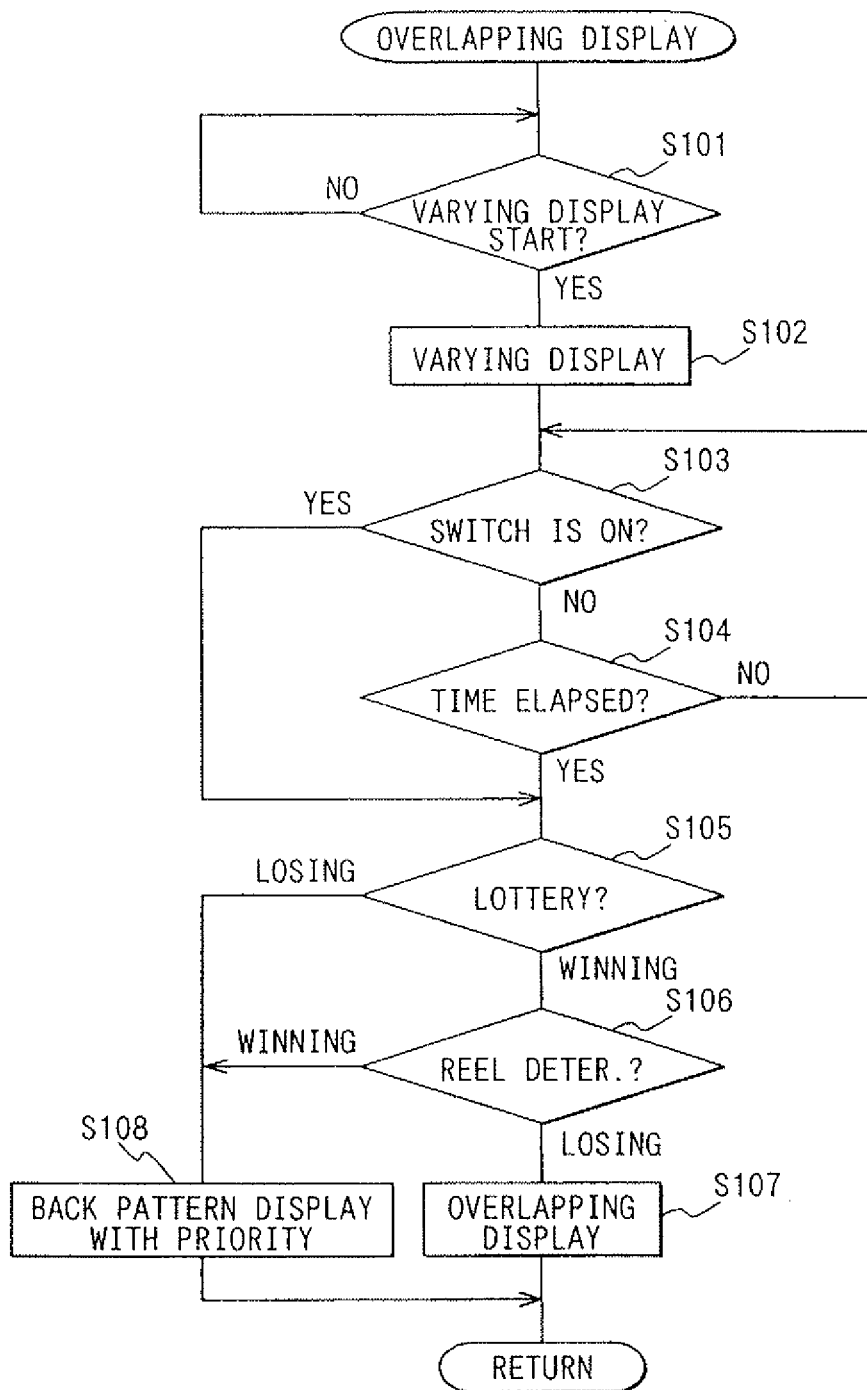 OVERLAPPING DISPLAY
S101
NO
VARYING DISPLAY
START?
YES
S102
VARYING DISPLAY
S103
YES
SWITCH IS ON?
NO
S104
NO
TIME ELAPSED?
YES
S105
LOSING
LOTTERY?
WINNING
S106
WINNING
REEL DETER.?
LOSING
S108
BACK PATTERN DISPLAY
WITH PRIORITY
S107
OVERLAPPING
DISPLAY
RETURN